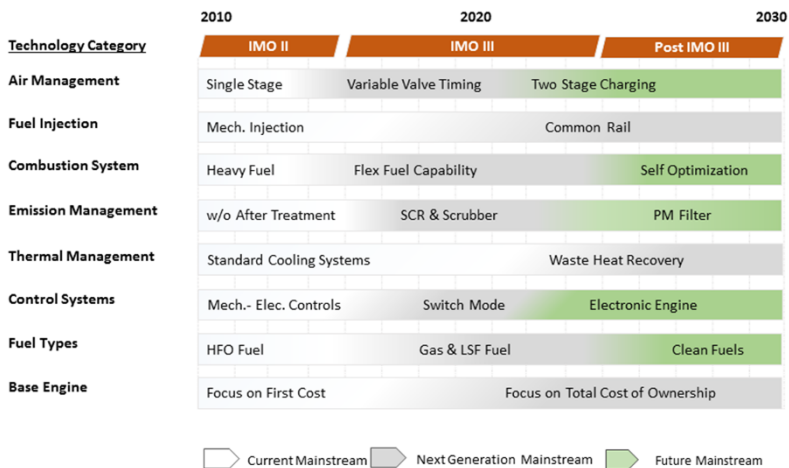 2010 2020 2030
Technology Category IMO II IMO III Post IMO III
Air Management Single Stage Variable Valve Timing Two Stage Charging
Fuel Injection Mech. Injection Common Rail
Combustion System Heavy Fuel Flex Fuel Capability Self Optimization
Emission Management w/o After Treatment SCR & Scrubber PM Filter
Thermal Management Standard Cooling Systems Waste Heat Recovery
Control Systems Mech.- Elec. Controls Switch Mode Electronic Engine
Fuel Types HFO Fuel Gas & LSF Fuel Clean Fuels
Base Engine Focus on First Cost Focus on Total Cost of Ownership
Current Mainstream Next Generation Mainstream Future Mainstream